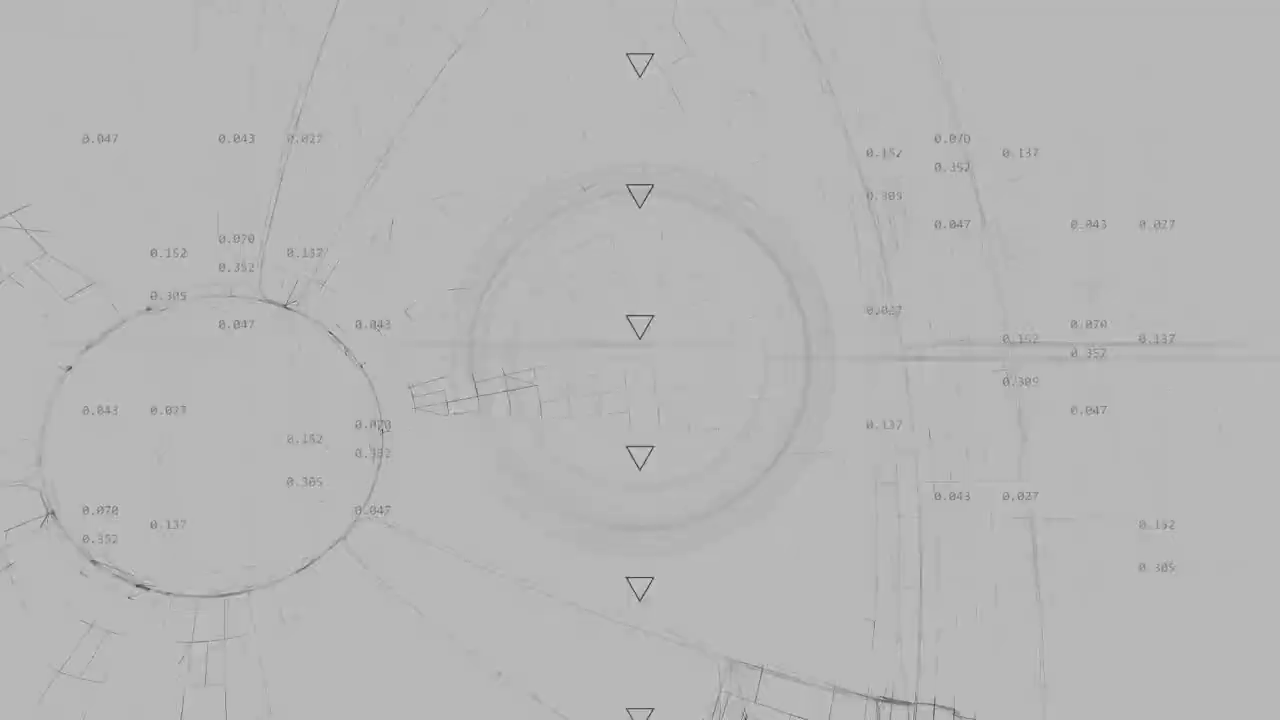 0.047 0.043 0.027 0.070
0.152 0.352 0.137
0.305
0.047 0.043 0.027
0.070
0.152 0.352 0.137
0.305
0.027
0.047 0.043 0.070
0.152 0.137
0.352
0.309
0.043 0.023 0.047
0.070 0.137
0.152
0.352
0.305
0.043 0.027
0.070 0.047
0.137 0.152
0.352
0.305